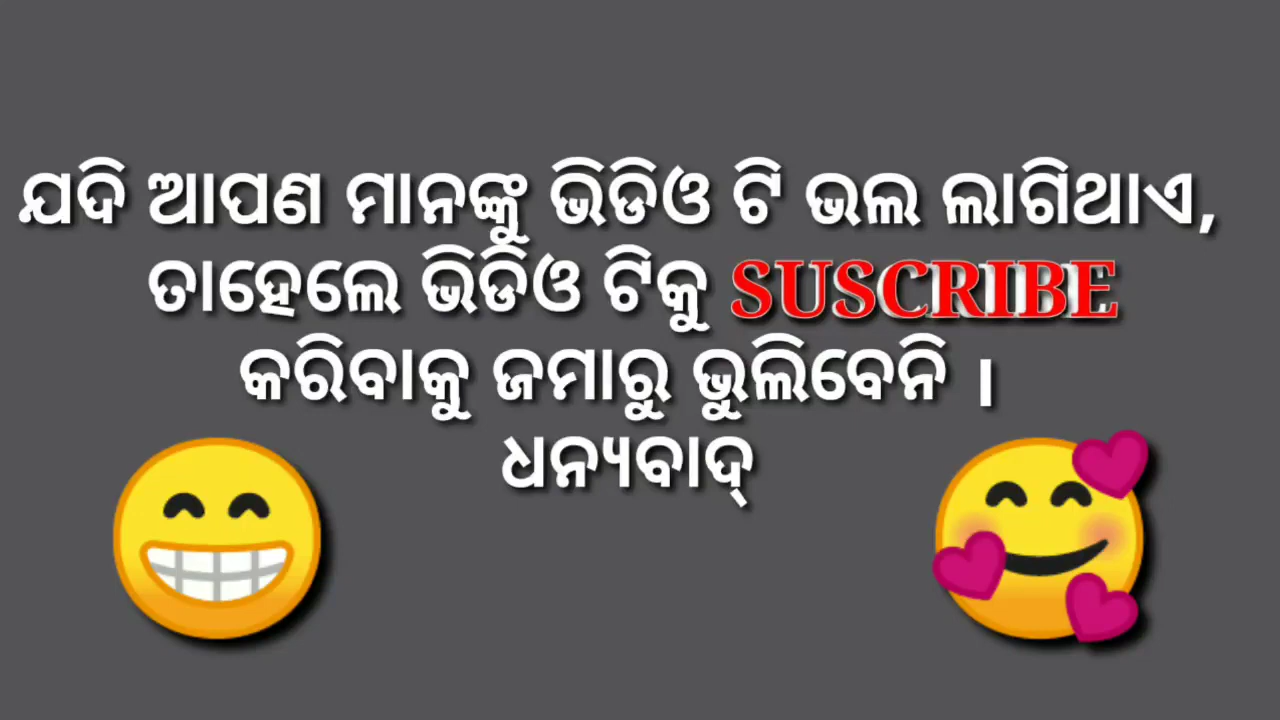 ଯଦି ଆପଣ ମାନଙ୍କୁ ଭିଡିଓ ଟି ଭଲ ଲାଗିଥାଏ,
ତାହେଲେ ଭିଡିଓ ଟିକୁ SUSCRIBE
କରିବାକୁ ଜମାରୁ ଭୁଲିବେନି ।
ଧନ୍ୟବାଦ୍